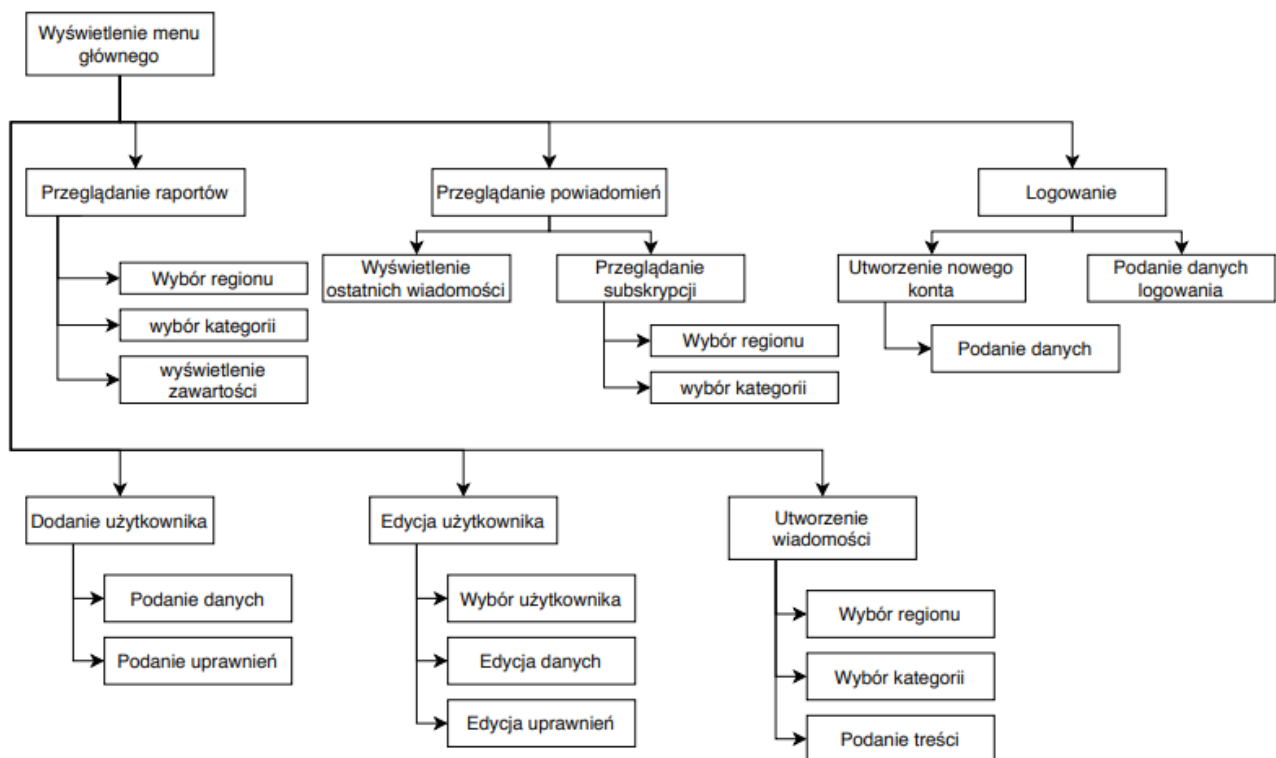 Wyświetlenie menu
głównego
Przeglądanie raportów
Przeglądanie powiadomień
Logowanie
Wybór regionu
wybór kategorii
wyświetlenie
zawartości
Wyświetlenie
ostatnich wiadomości
Przeglądanie
subskrypcji
Wybór regionu
wybór kategorii
Utworzenie nowego
konta
Podanie danych
Podanie danych
logowania
Dodanie użytkownika
Podanie danych
Podanie uprawnień
Edycja użytkownika
Wybór użytkownika
Edycja danych
Edycja uprawnień
Utworzenie
wiadomości
Wybór regionu
Wybór kategorii
Podanie treści